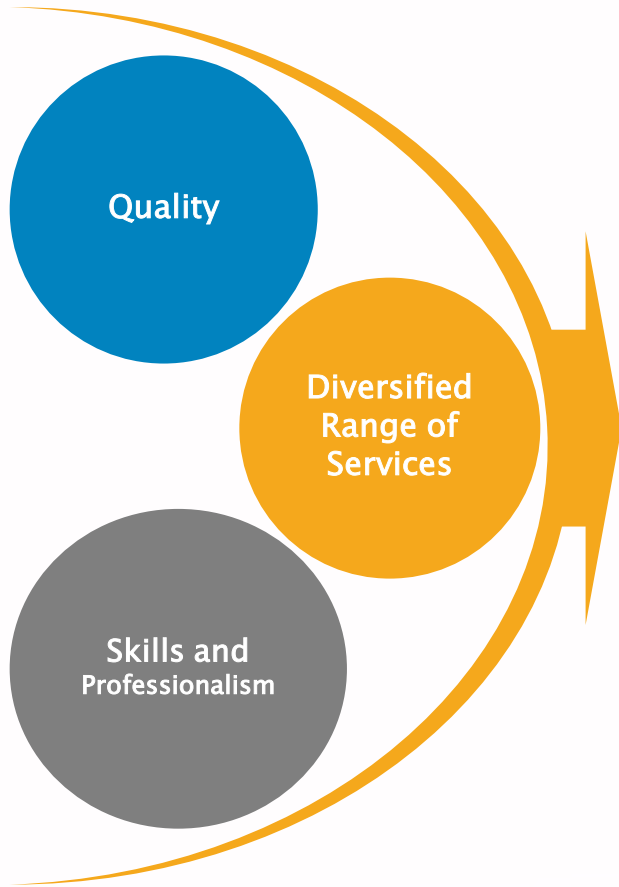 Quality
Diversified
Range of
Services
Skills and
Professionalism